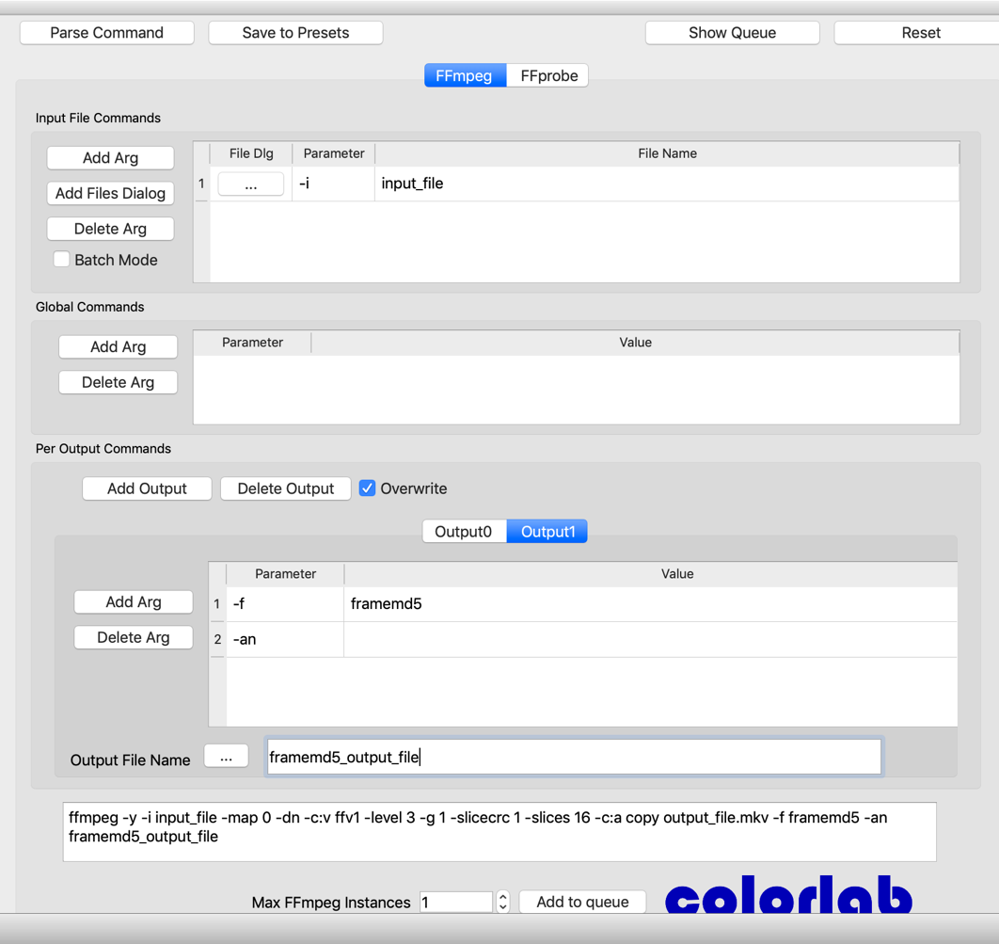 Parse Command Save to Presets Show Queue Reset
FFmpeg FFprobe
Input File Commands
Add Arg
Add Files Dialog
Delete Arg
Batch Mode
File Dlg Parameter File Name
1 ... -i input_file
Global Commands
Add Arg
Delete Arg
Parameter Value
Per Output Commands
Add Output Delete Output Overwrite
Output0 Output1
Add Arg
Delete Arg
Parameter Value
1 -f framemd5
2 -an
Output File Name ... framemd5_output_file
ffmpeg -y -i input_file -map 0 -dn -c:v ffv1 -level 3 -g 1 -slicecrc 1 -slices 16 -c:a copy output_file.mkv -f framemd5 -an
framemd5_output_file
Max FFmpeg Instances 1 Add to queue colorlab